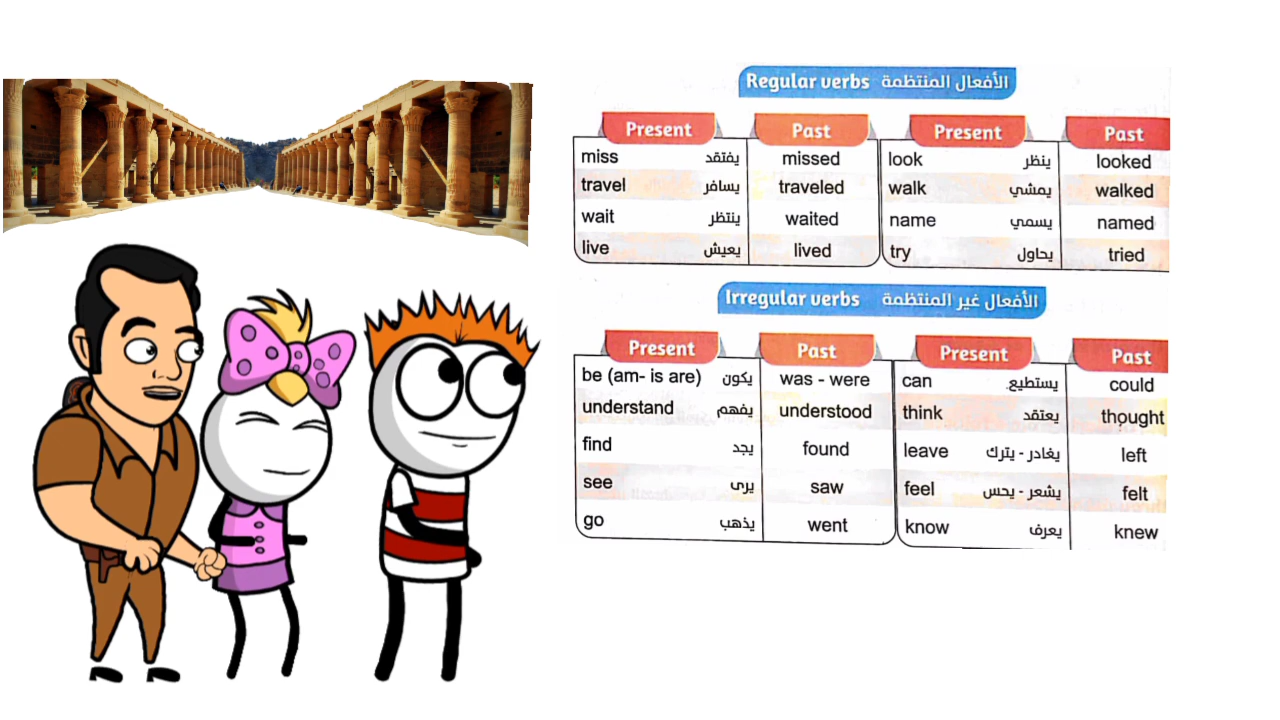 Regular verbs الأفعال المنتظمة
Present Past Present Past
miss يفتقد missed look ينظر looked
travel يسافر traveled walk يمشي walked
wait ينتظر waited name يسمي named
live يعيش lived try يحاول tried
Irregular verbs الأفعال غير المنتظمة
Present Past Present Past
be (am- is are) يكون was - were can يستطيع could
understand يفهم understood think يعتقد thought
find يجد found leave يغادر - يترك left
see يرى saw feel يشعر - يحس felt
go يذهب went know يعرف knew